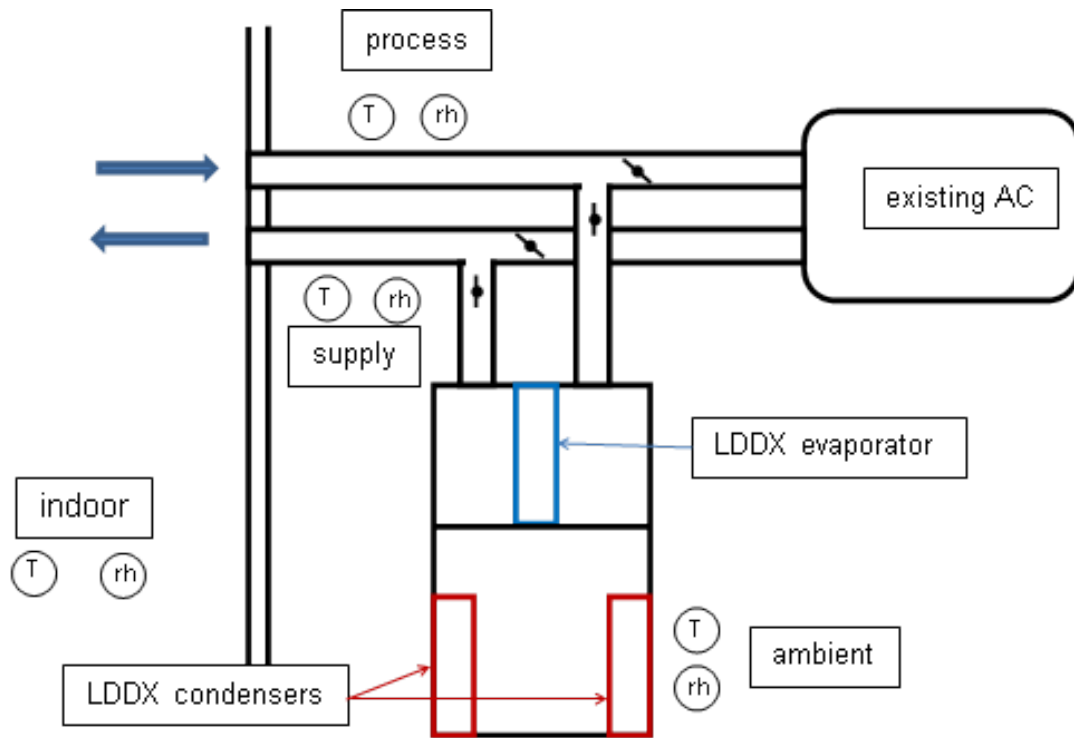 process
T rh
existing AC
T rh
supply
LDDX evaporator
indoor
T rh
T
ambient
rh
LDDX condensers